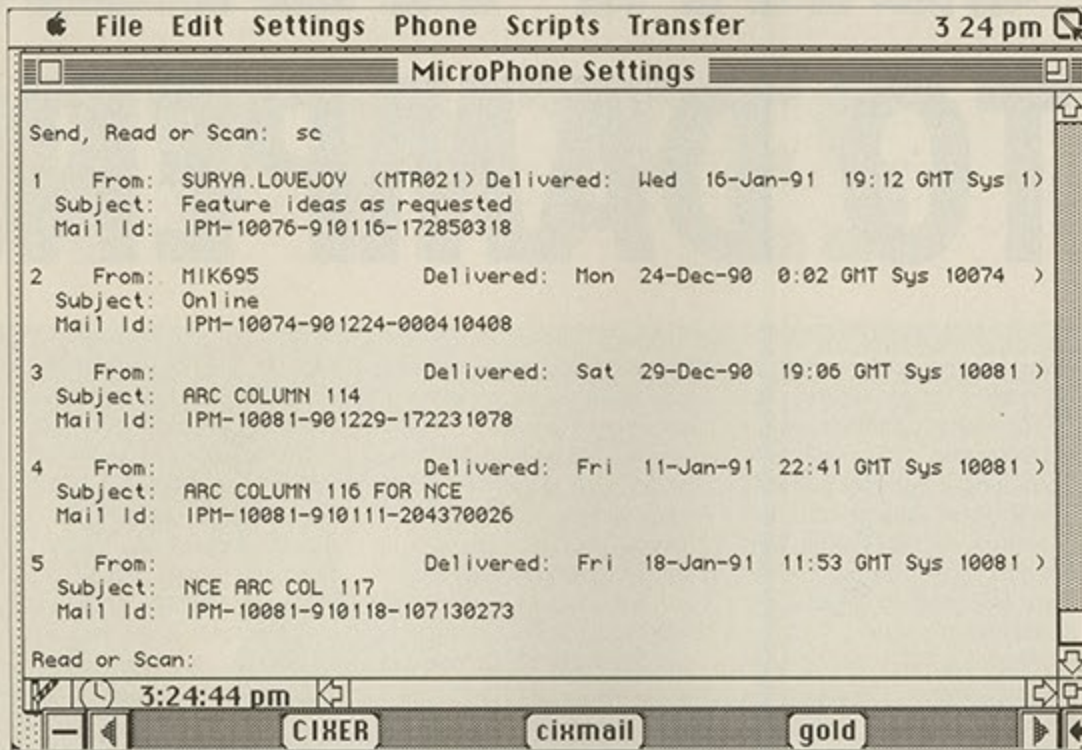 File Edit Settings Phone Scripts Transfer 3 24 pm
MicroPhone Settings
Send, Read or Scan: sc
1 From: SURYA.LOVEJOY (MTR021) Delivered: Wed 16-Jan-91 19:12 GMT Sys 1)
Subject: Feature ideas as requested
Mail Id: IPM-10076-910116-172850318
2 From: MIK695 Delivered: Mon 24-Dec-90 0:02 GMT Sys 10074 )
Subject: Online
Mail Id: IPM-10074-901224-000410408
3 From: Delivered: Sat 29-Dec-90 19:06 GMT Sys 10081 )
Subject: ARC COLUMN 114
Mail Id: IPM-10081-901229-172231078
4 From: Delivered: Fri 11-Jan-91 22:41 GMT Sys 10081 )
Subject: ARC COLUMN 116 FOR NCE
Mail Id: IPM-10081-910111-204370026
5 From: Delivered: Fri 18-Jan-91 11:53 GMT Sys 10081 )
Subject: NCE ARC COL 117
Mail Id: IPM-10081-910118-107130273
Read or Scan:
3:24:44 pm
CIXER cixmail gold